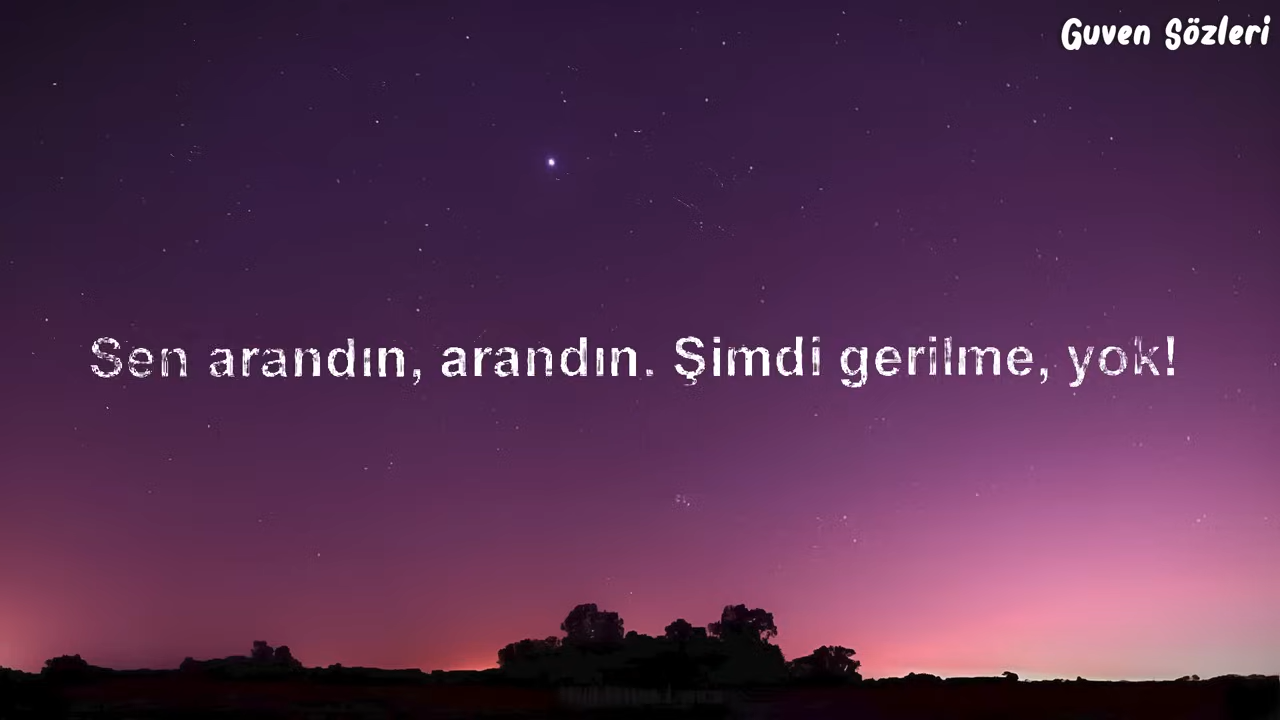 Guven Sözleri
Sen arandın, arandın. Şimdi gerilme, yok!